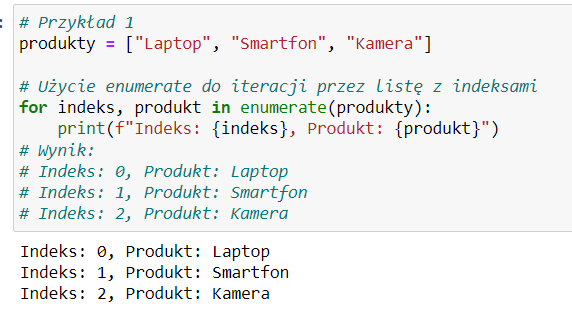 # Przykład 1
produkty = ["Laptop", "Smartfon", "Kamera"]
# Użycie enumerate do iteracji przez listę z indeksami
for indeks, produkt in enumerate(produkty):
    print(f"Indeks: {indeks}, Produkt: {produkt}")
# Wynik:
# Indeks: 0, Produkt: Laptop
# Indeks: 1, Produkt: Smartfon
# Indeks: 2, Produkt: Kamera
Indeks: 0, Produkt: Laptop
Indeks: 1, Produkt: Smartfon
Indeks: 2, Produkt: Kamera